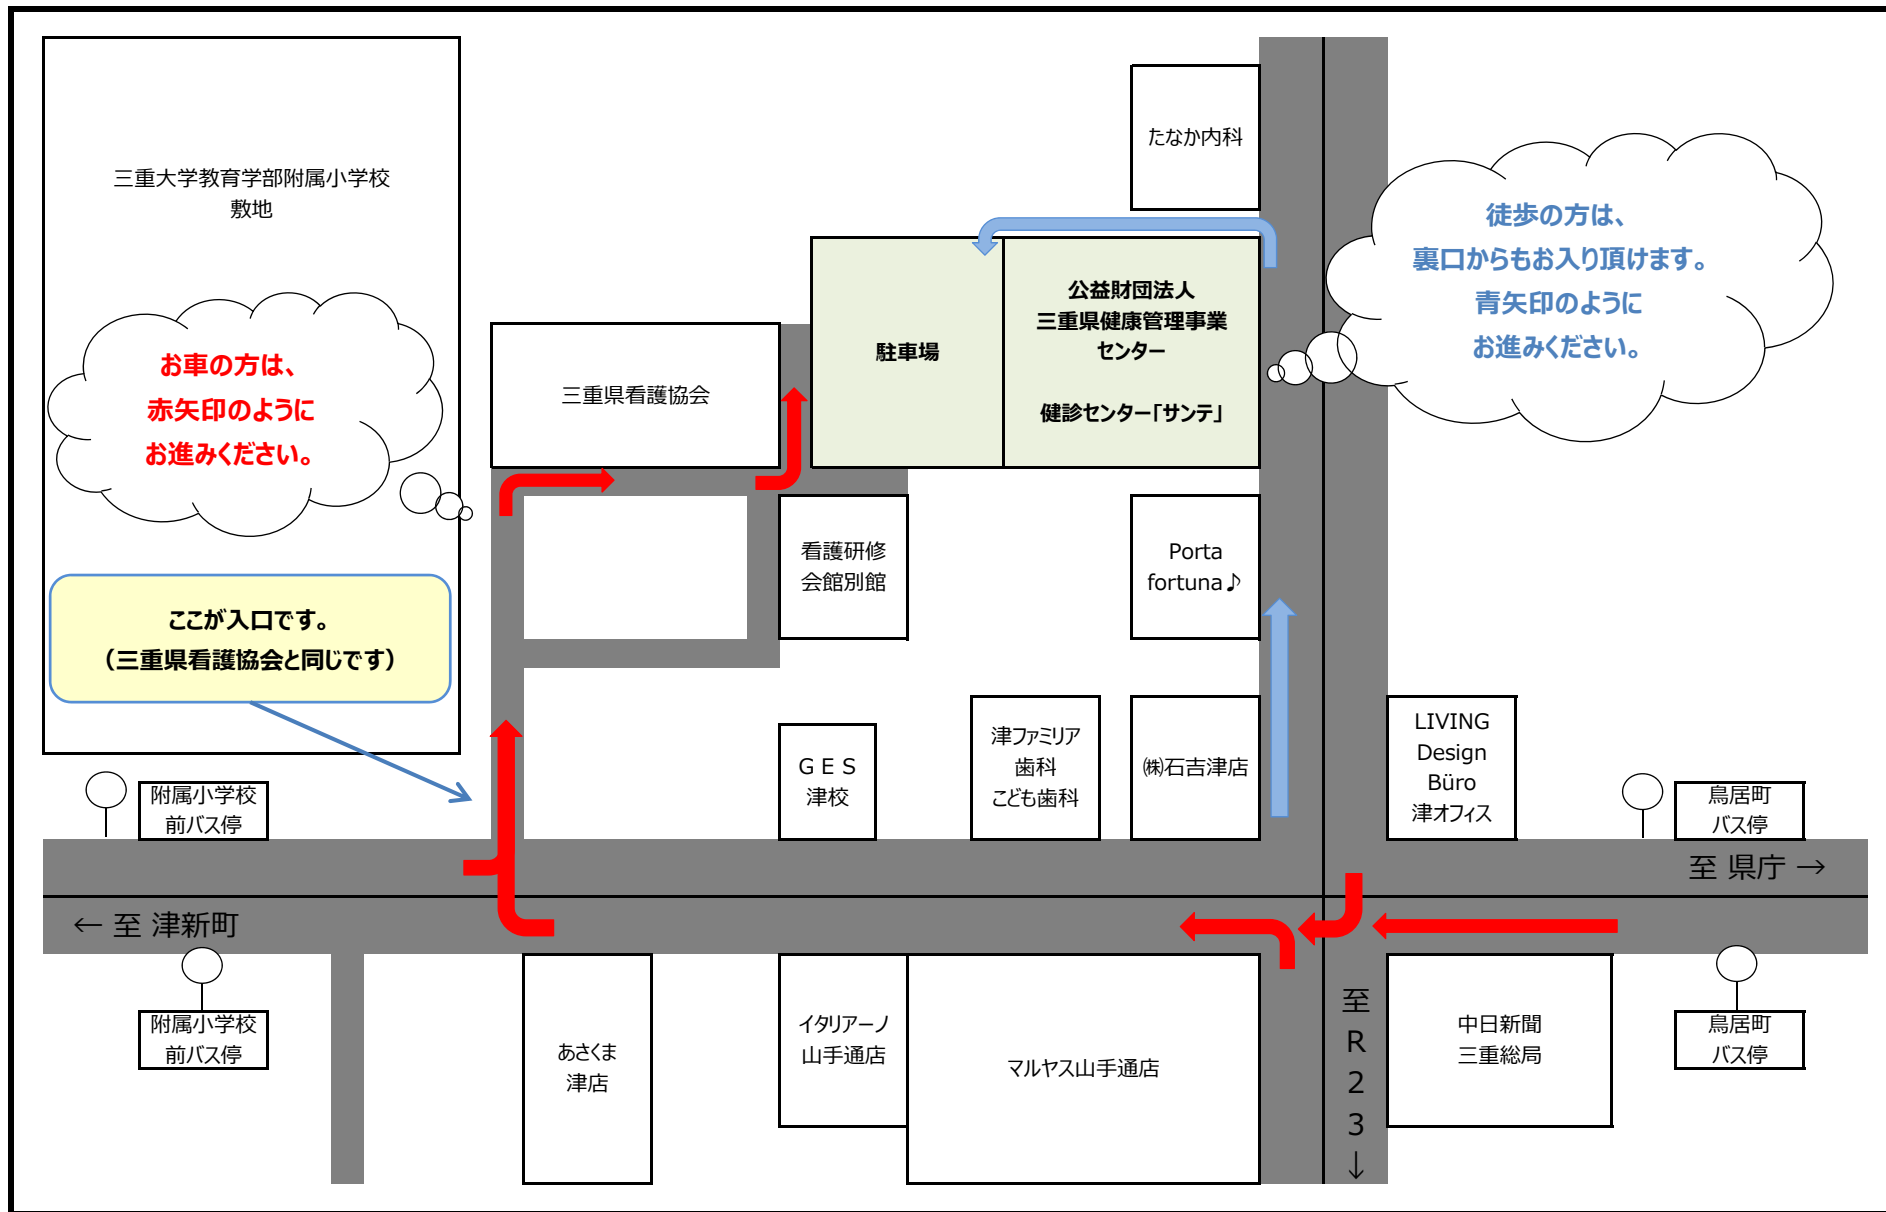 三重大学教育学部附属小学校
敷地
たなか内科
徒歩の方は、
裏口からもお入り頂けます。
青矢印のように
お進みください。
公益財団法人
三重県健康管理事業
センター
健診センター「サンテ」
駐車場
お車の方は、
赤矢印のように
お進みください。
三重県看護協会
看護研修
会館別館
Porta
fortuna♪
ここが入口です。
（三重県看護協会と同じです）
ＧＥＳ
津校
津ファミリア
歯科
こども歯科
㈱石吉津店
LIVING
Design
Büro
津オフィス
附属小学校
前バス停
鳥居町
バス停
至 県庁 →
← 至 津新町
附属小学校
前バス停
あさくま
津店
イタリアーノ
山手通店
マルヤス山手通店
至
R
2
3
↓
中日新聞
三重総局
鳥居町
バス停